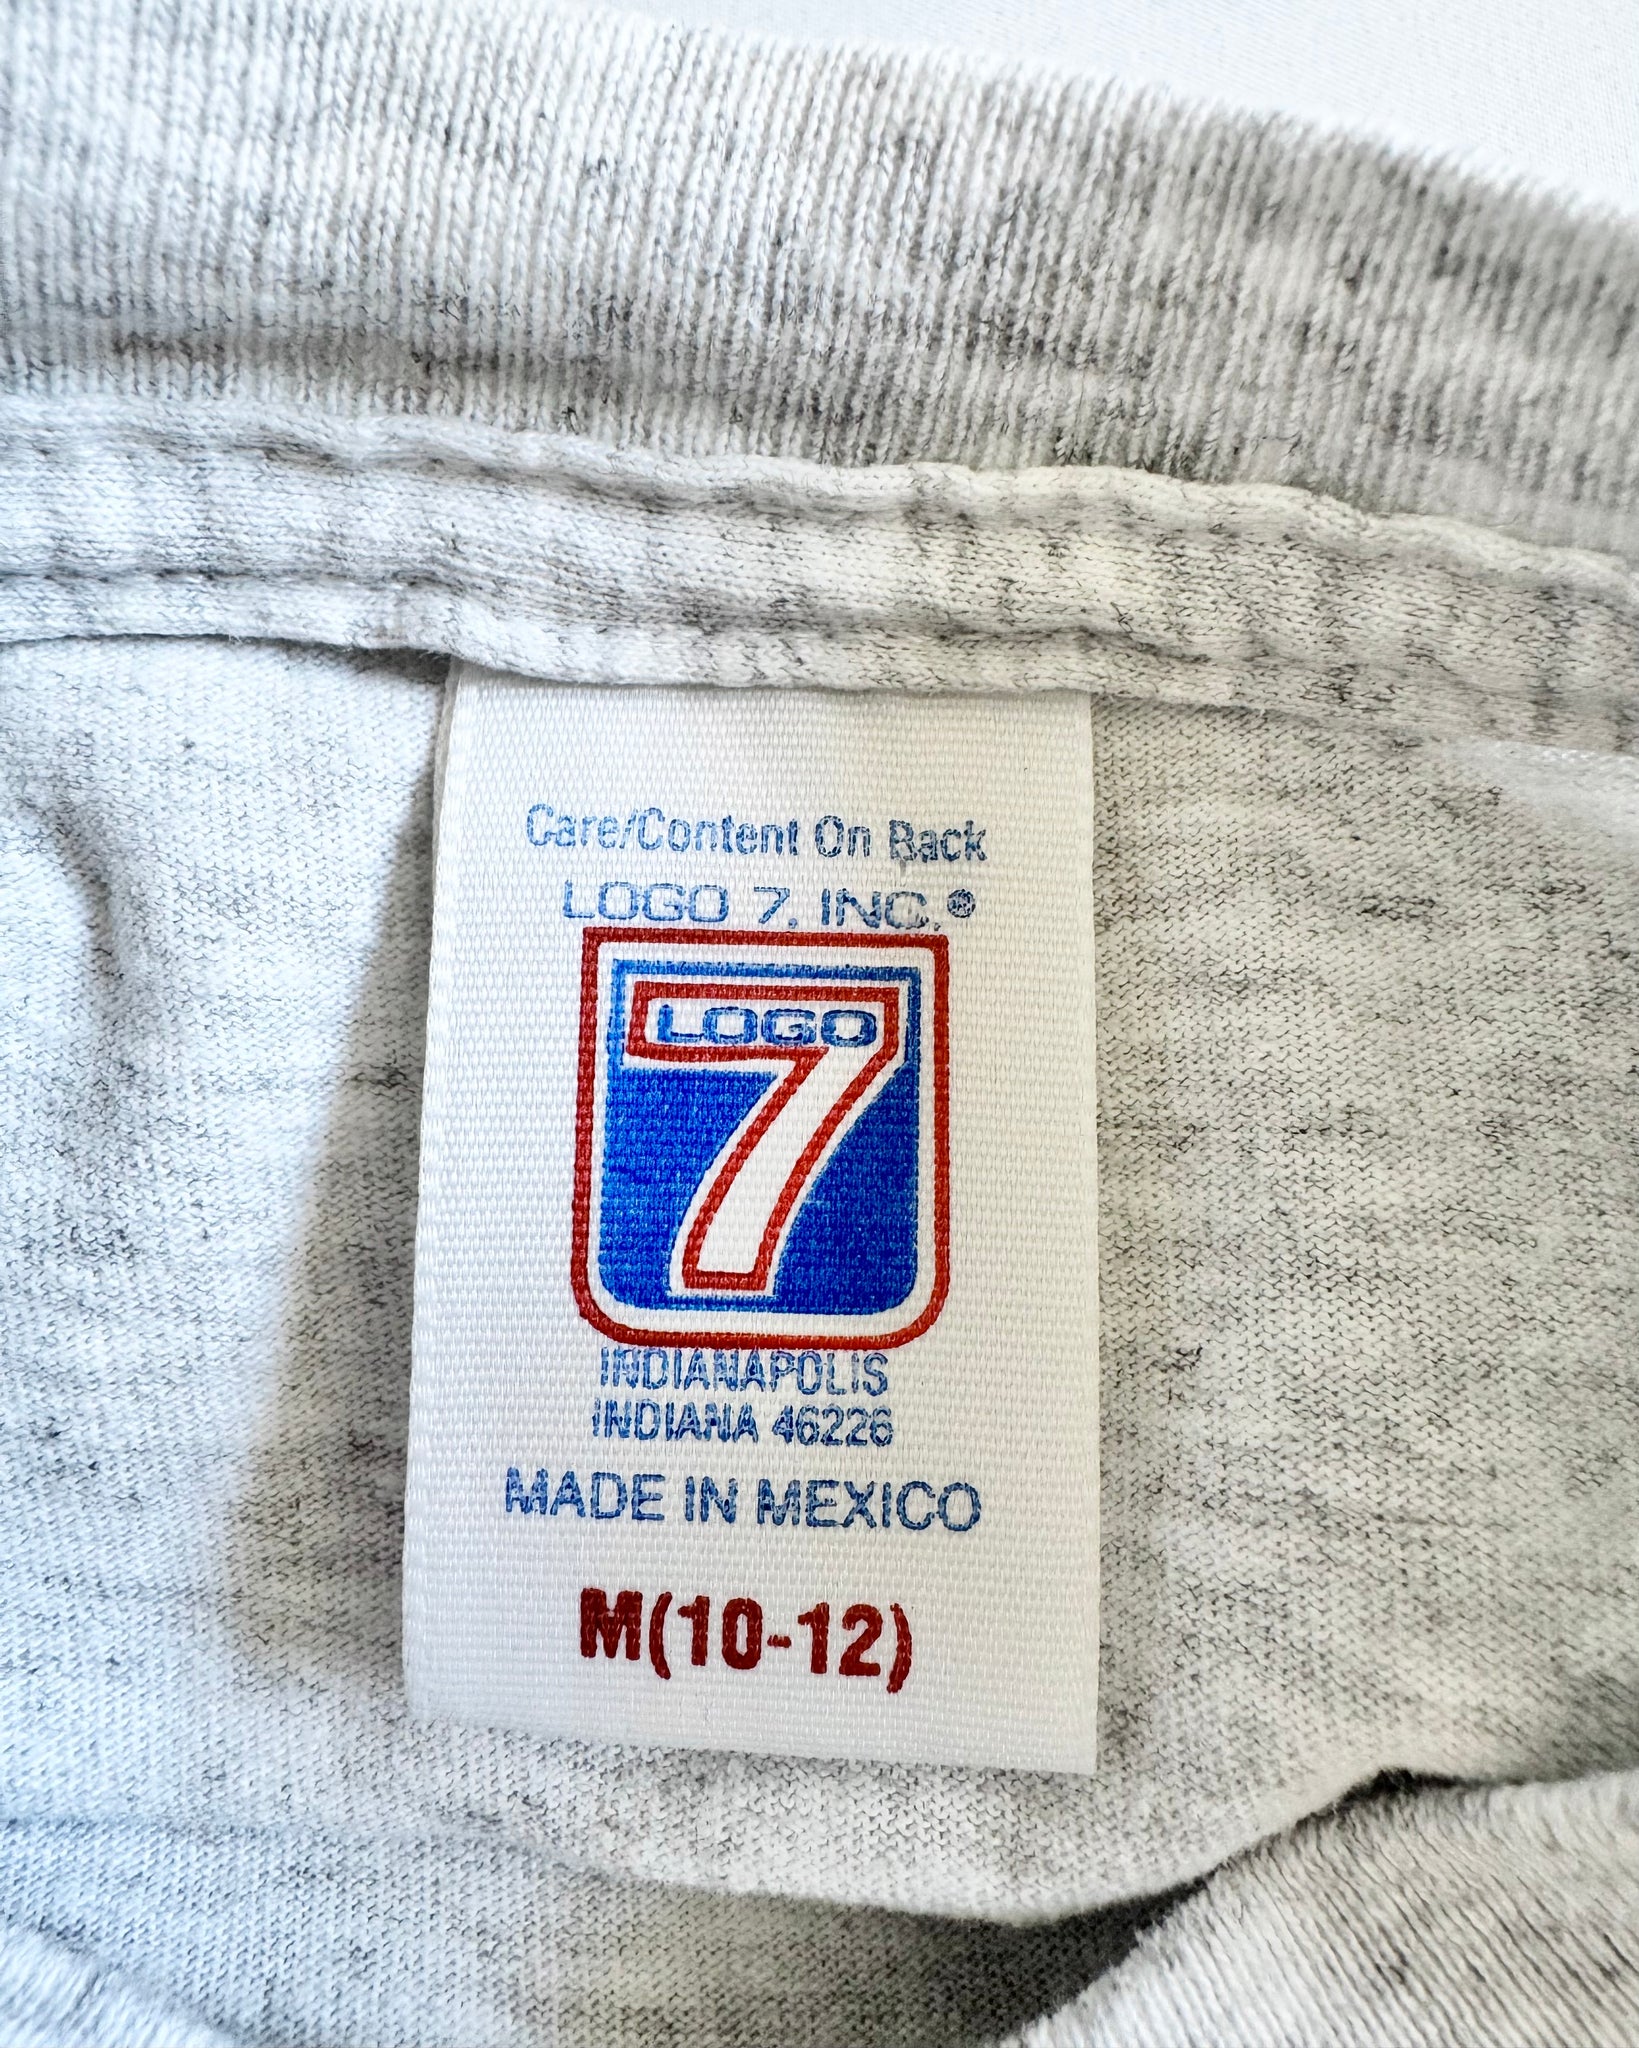 Care/Content On Back
LOGO 7, INC.®
LOGO
7
INDIANAPOLIS
INDIANA 46226
MADE IN MEXICO
M(10-12)